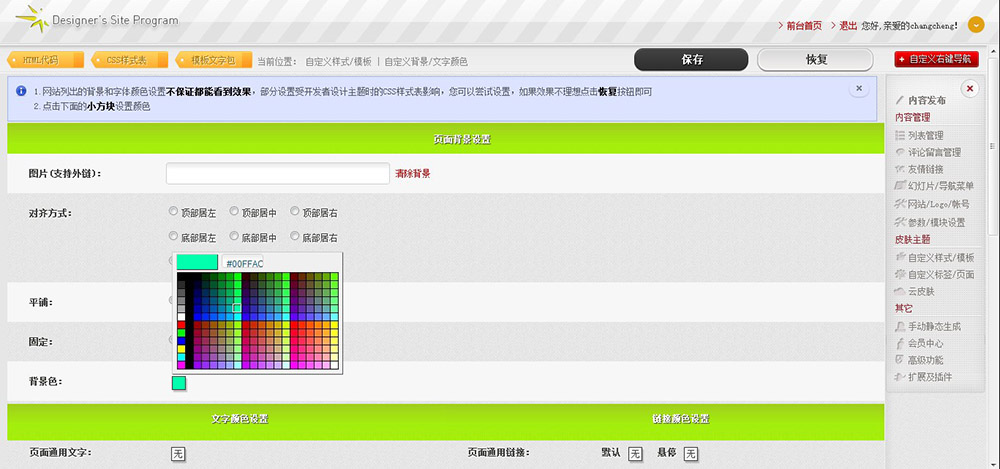 Designer's Site Program
前台首页 退出 您好,亲爱的changcheng!
HTML代码 CSS样式表 模板文字包 当前位置: 自定义样式/模板 | 自定义背景/文字颜色 保存 恢复 + 自定义右键导航
1. 网站列出的背景和字体颜色设置不保证都能看到效果，部分设置受开发者设计主题时的CSS样式表影响，您可以尝试设置，如果效果不理想点击恢复按钮即可
2. 点击下面的小方块设置颜色
页面背景设置
图片(支持外链): 清除背景
对齐方式: 顶部居左 顶部居中 顶部居右
底部居左 底部居中 底部居右
#00FFAC
平铺:
固定:
背景色:
文字颜色设置 链接颜色设置
页面通用文字: 无 页面通用链接: 默认 无 悬停 无
内容发布
内容管理
列表管理
评论留言管理
友情链接
幻灯片/导航菜单
网站/Logo/帐号
参数/模块设置
皮肤主题
自定义样式/模板
自定义标签/页面
云皮肤
其它
手动静态生成
会员中心
高级功能
扩展及插件